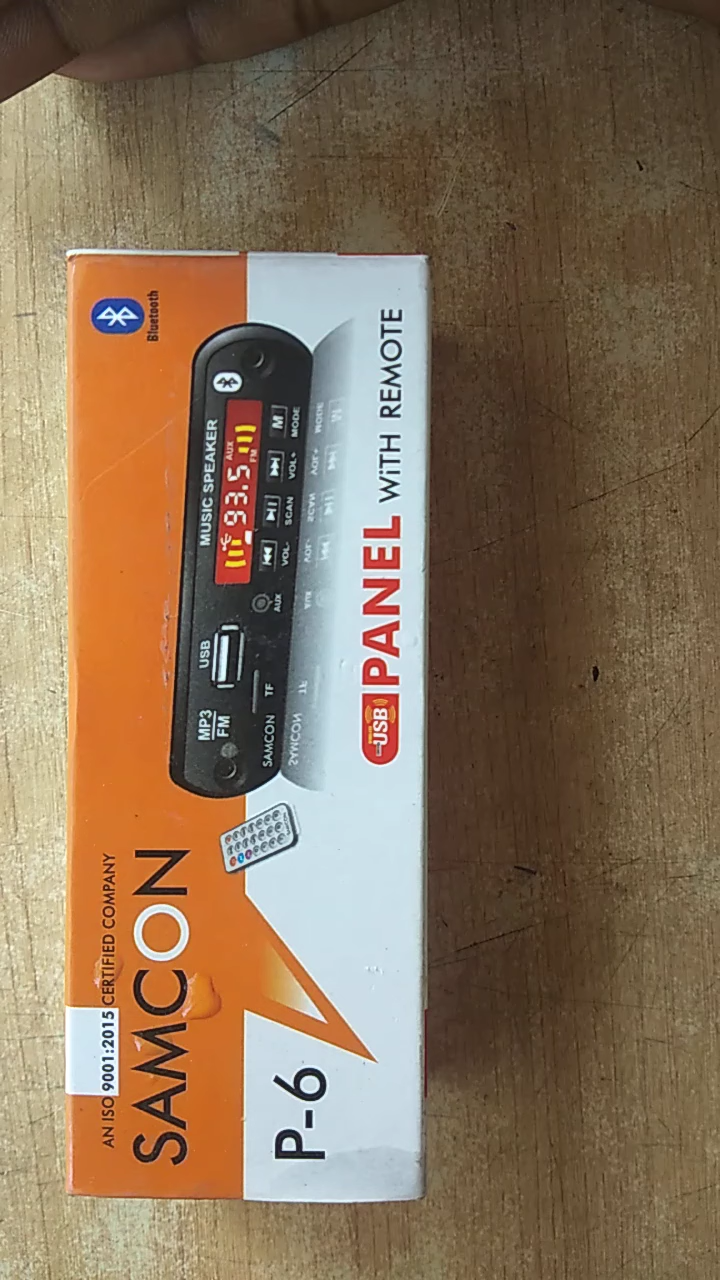 AN ISO 9001:2015 CERTIFIED COMPANY
SAMCON
P-6
Bluetooth
MUSIC SPEAKER
MP3
FM
USB
93.5
AUX
FM
M
SAMCON
TF
AUX
VOL-
SCAN
VOL+
MODE
USB PANEL WiTH REMOTE